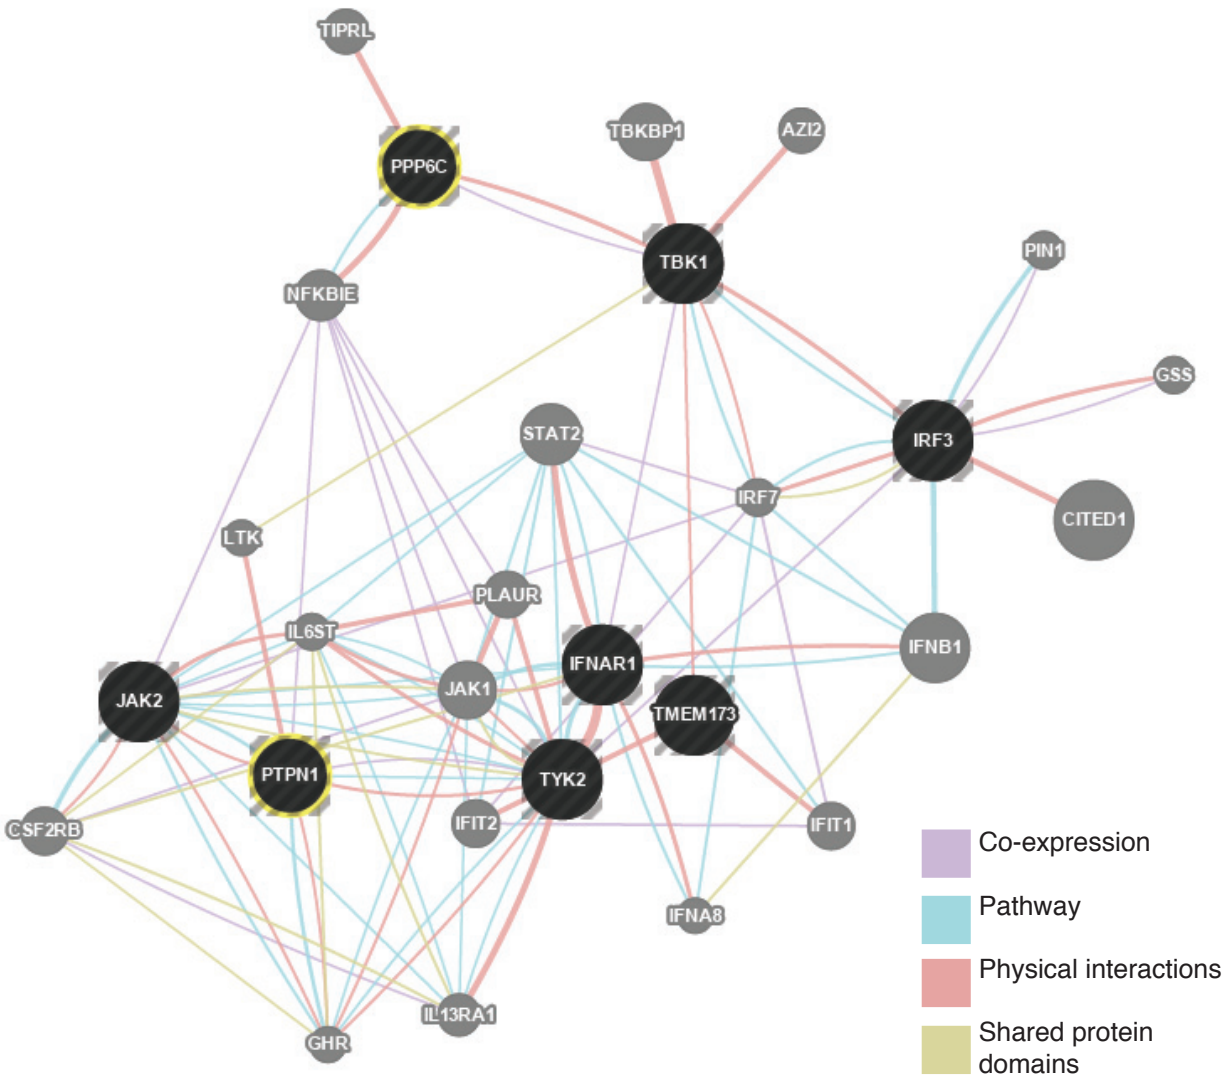 TIPRL
TBKBP1
AZI2
PPP6C
PIN1
TBK1
NFKBIE
GSS
STAT2
IRF3
IRF7
CITED1
LTK
PLAUR
IL6ST
IFNB1
IFNAR1
JAK1
JAK2
TMEM173
PTPN1
TYK2
CSF2RB
IFIT2
IFIT1
IFNA8
IL13RA1
GHR
Co-expression
Pathway
Physical interactions
Shared protein
domains